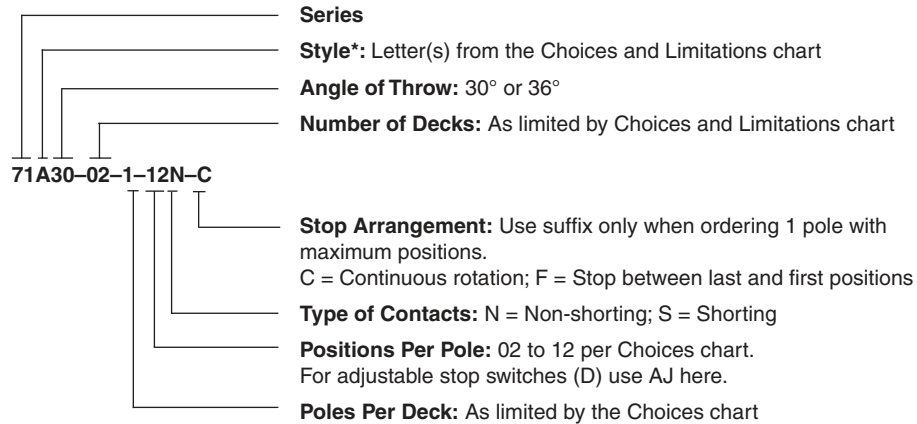 Series
Style*: Letter(s) from the Choices and Limitations chart
Angle of Throw: 30° or 36°
Number of Decks: As limited by Choices and Limitations chart
71A30–02–1–12N–C
Stop Arrangement: Use suffix only when ordering 1 pole with
maximum positions.
C = Continuous rotation; F = Stop between last and first positions
Type of Contacts: N = Non-shorting; S = Shorting
Positions Per Pole: 02 to 12 per Choices chart.
For adjustable stop switches (D) use AJ here.
Poles Per Deck: As limited by the Choices chart